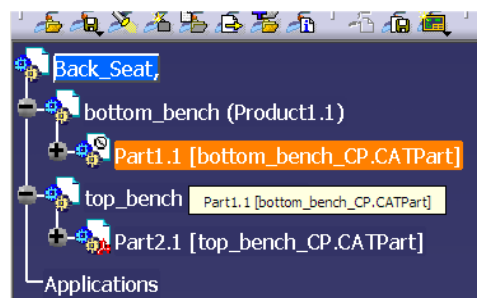 Back_Seat,
bottom_bench (Product1.1)
Part1.1 [bottom_bench_CP.CATPart]
top_bench
Part1.1 [bottom_bench_CP.CATPart]
Part2.1 [top_bench_CP.CATPart]
Applications